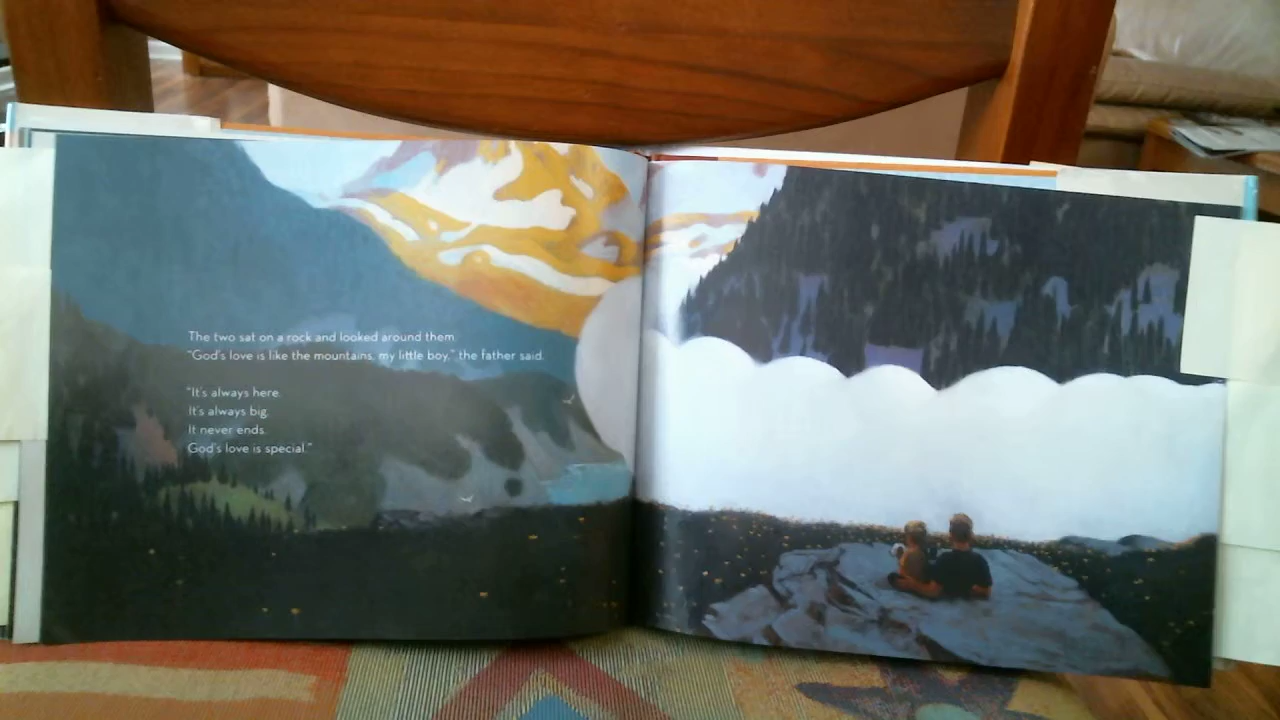 The two sat on a rock and looked around them.
"God's love is like the mountains, my little boy," the father said.
"It's always here.
It's always big.
It never ends.
God's love is special."